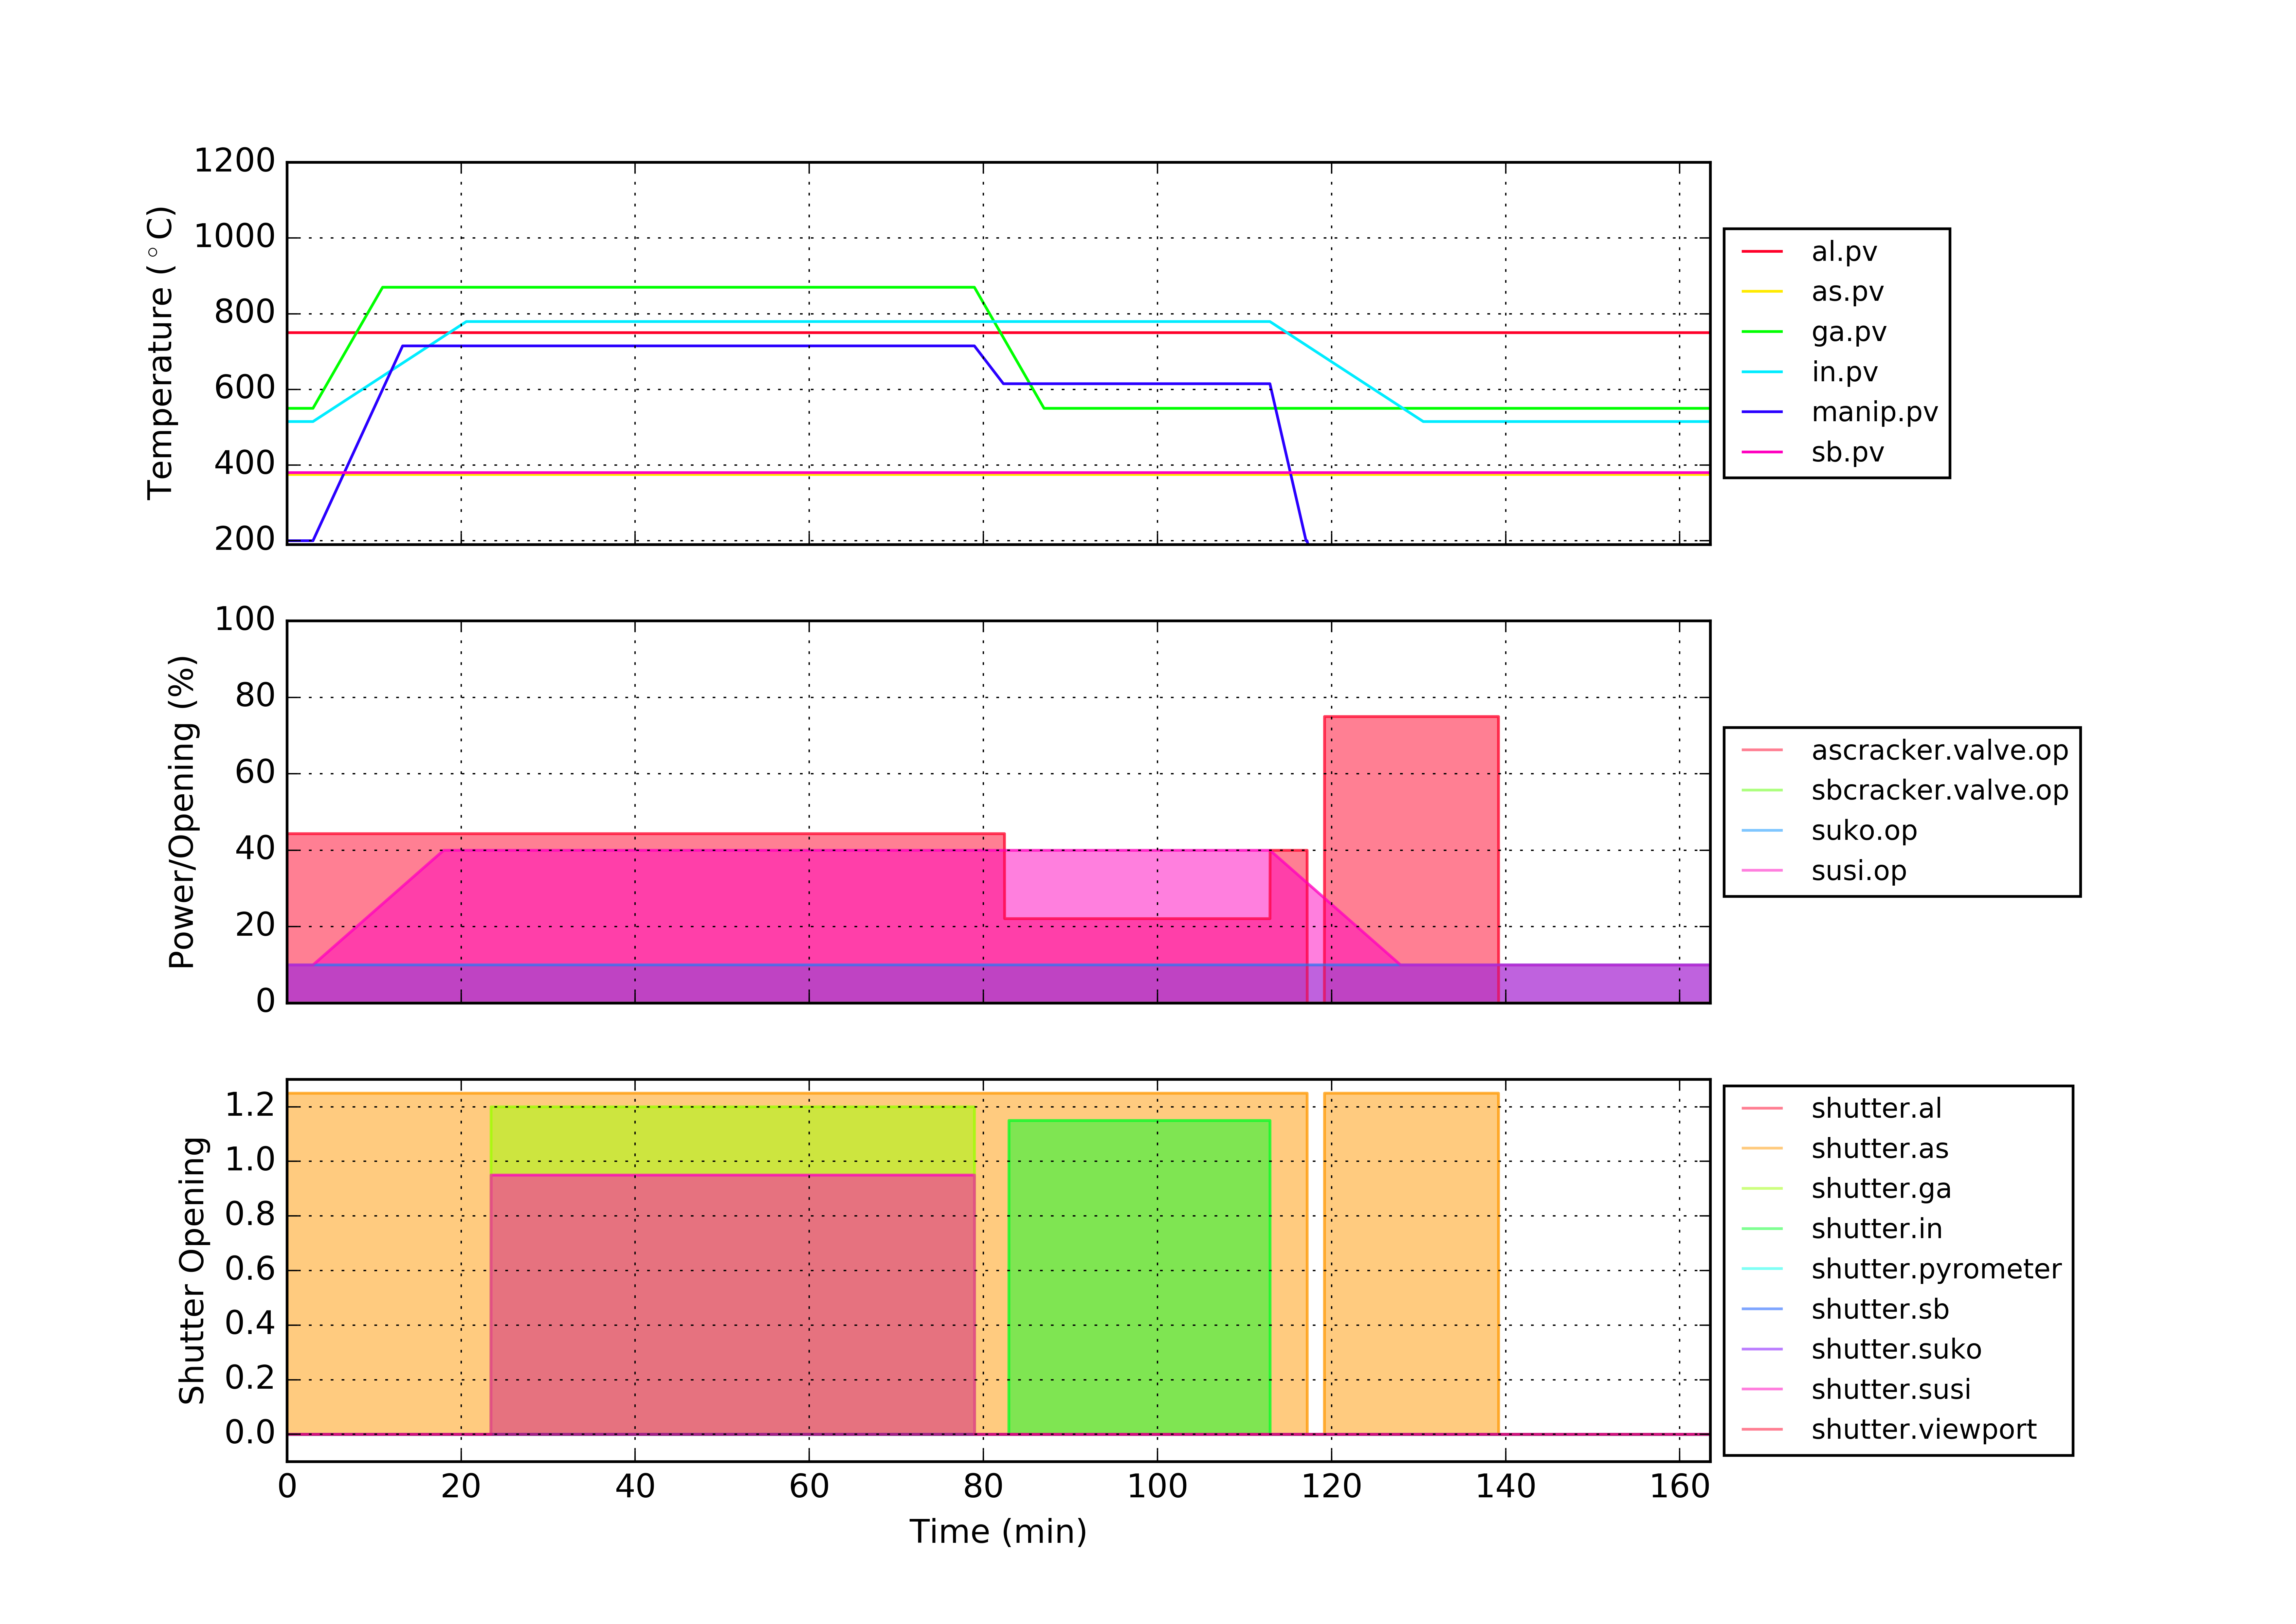 1200
1000
800
600
400
200
Temperature (°C)
al.pv
as.pv
ga.pv
in.pv
manip.pv
sb.pv
100
80
60
40
20
0
Power/Opening (%)
ascracker.valve.op
sbcracker.valve.op
suko.op
susi.op
1.2
1.0
0.8
0.6
0.4
0.2
0.0
Shutter Opening
shutter.al
shutter.as
shutter.ga
shutter.in
shutter.pyrometer
shutter.sb
shutter.suko
shutter.susi
shutter.viewport
0 20 40 60 80 100 120 140 160
Time (min)